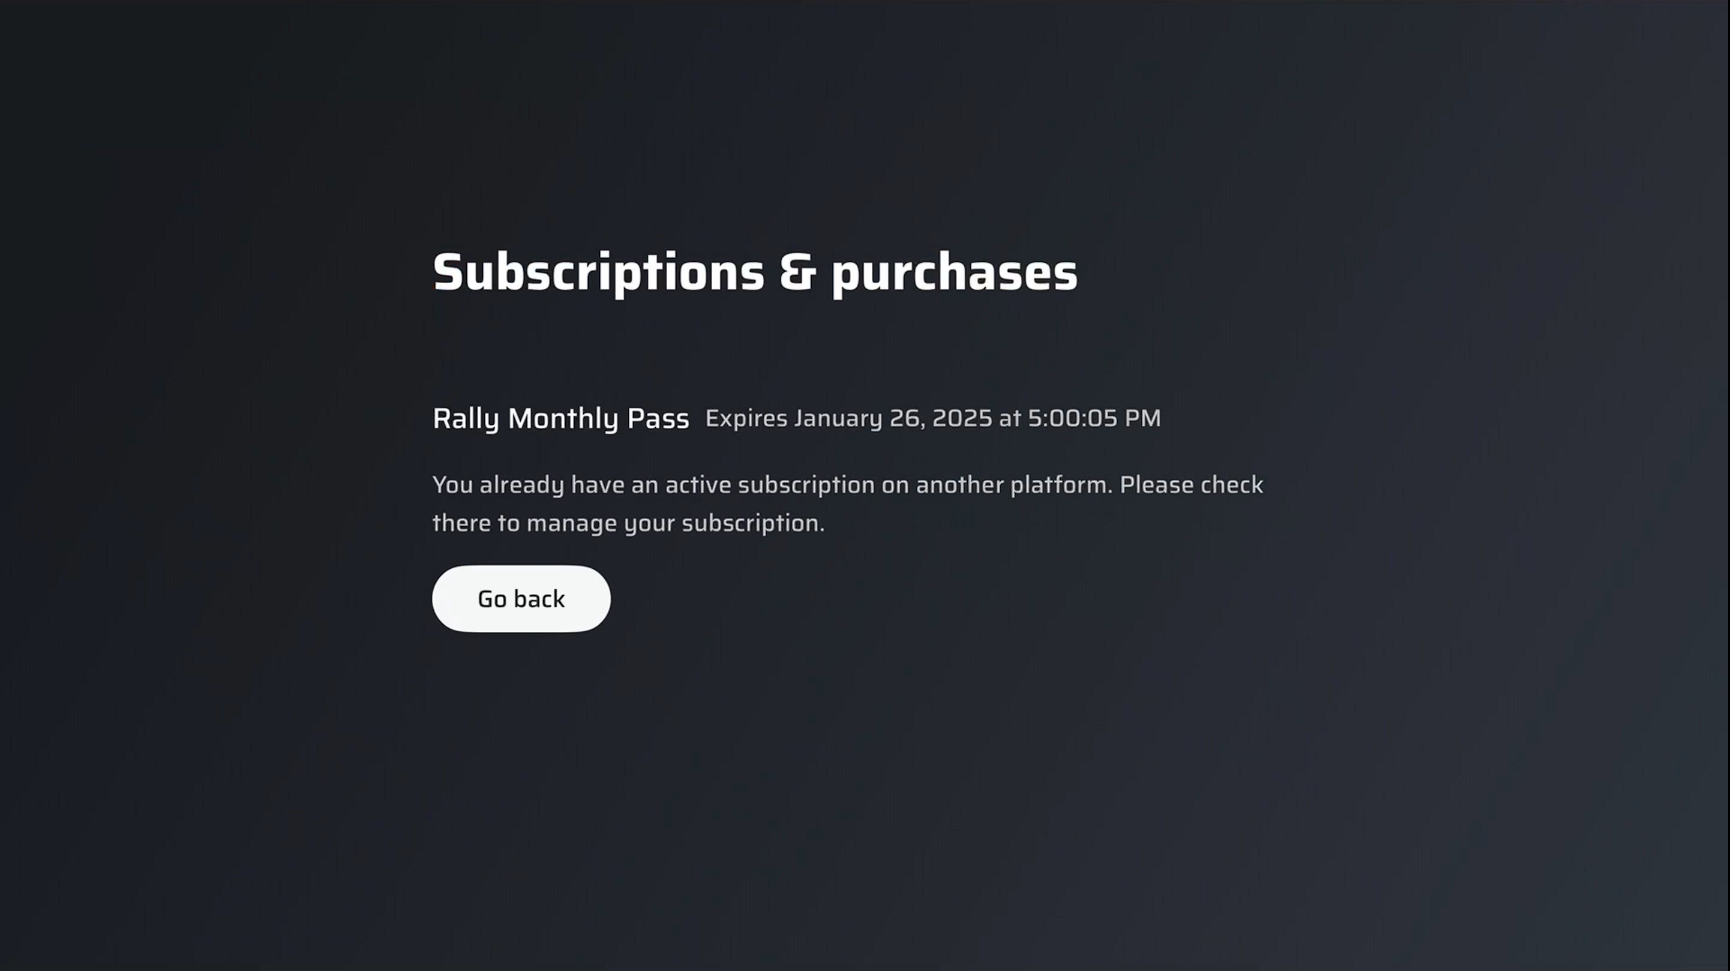 Subscriptions & purchases
Rally Monthly Pass Expires January 26, 2025 at 5:00:05 PM
You already have an active subscription on another platform. Please check
there to manage your subscription.
Go back